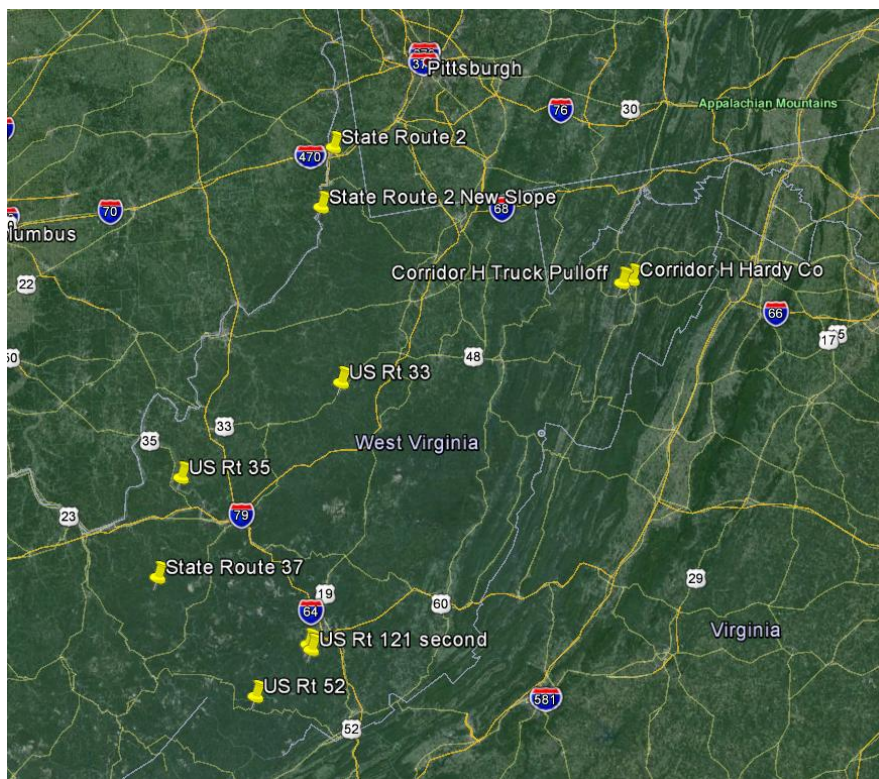 Pittsburgh
76
30
Appalachian Mountains
State Route 2
470
State Route 2 New Slope
70
68
lumbus
Corridor H Truck Pulloff
Corridor H Hardy Co
22
66
17
50
48
US Rt 33
33
35
West Virginia
US Rt 35
23
79
State Route 37
19
64
60
29
US Rt 121 second
Virginia
US Rt 52
581
52